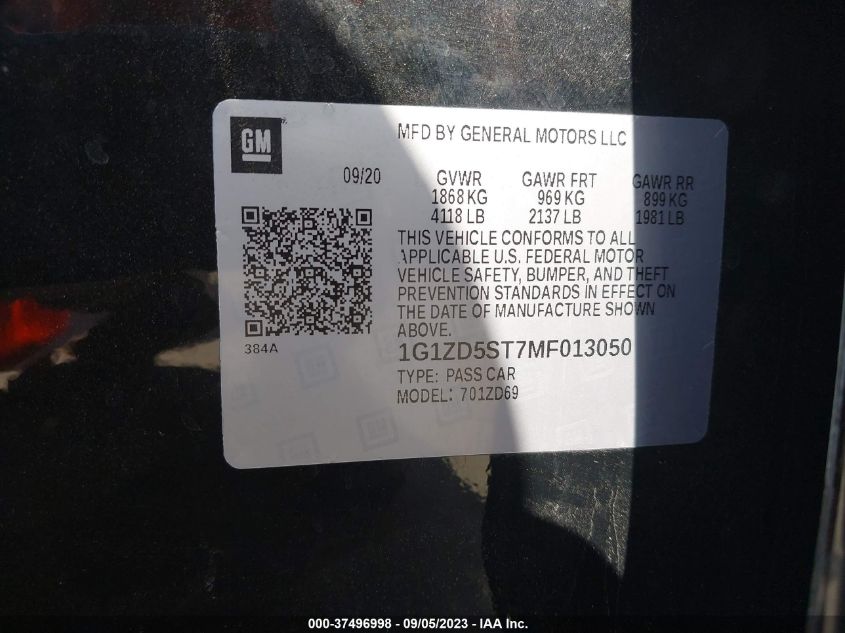 GM
MFD BY GENERAL MOTORS LLC
09/20 GVWR GAWR FRT GAWR RR
1868 KG 969 KG 899 KG
4118 LB 2137 LB 1981 LB
THIS VEHICLE CONFORMS TO ALL
APPLICABLE U.S. FEDERAL MOTOR
VEHICLE SAFETY, BUMPER, AND THEFT
PREVENTION STANDARDS IN EFFECT ON
THE DATE OF MANUFACTURE SHOWN
ABOVE.
384A
1G1ZD5ST7MF013050
TYPE: PASS CAR
MODEL: 701ZD69
000-37496998 - 09/05/2023 - IAA Inc.